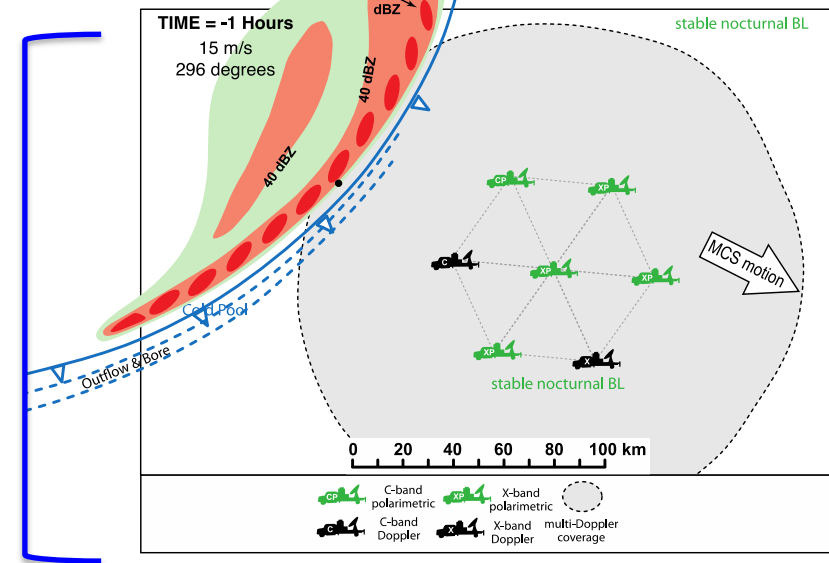 dBZ
TIME = -1 Hours
15 m/s
296 degrees
stable nocturnal BL
40 dBZ
40 dBZ
CP
XP
C
XP
XP
MCS motion
Cold Pool
Outflow & Bore
XP
X
stable nocturnal BL
0 20 40 60 80 100 km
CP
C-band
polarimetric
XP
X-band
polarimetric
C
C-band
Doppler
X
X-band
Doppler
multi-Doppler
coverage